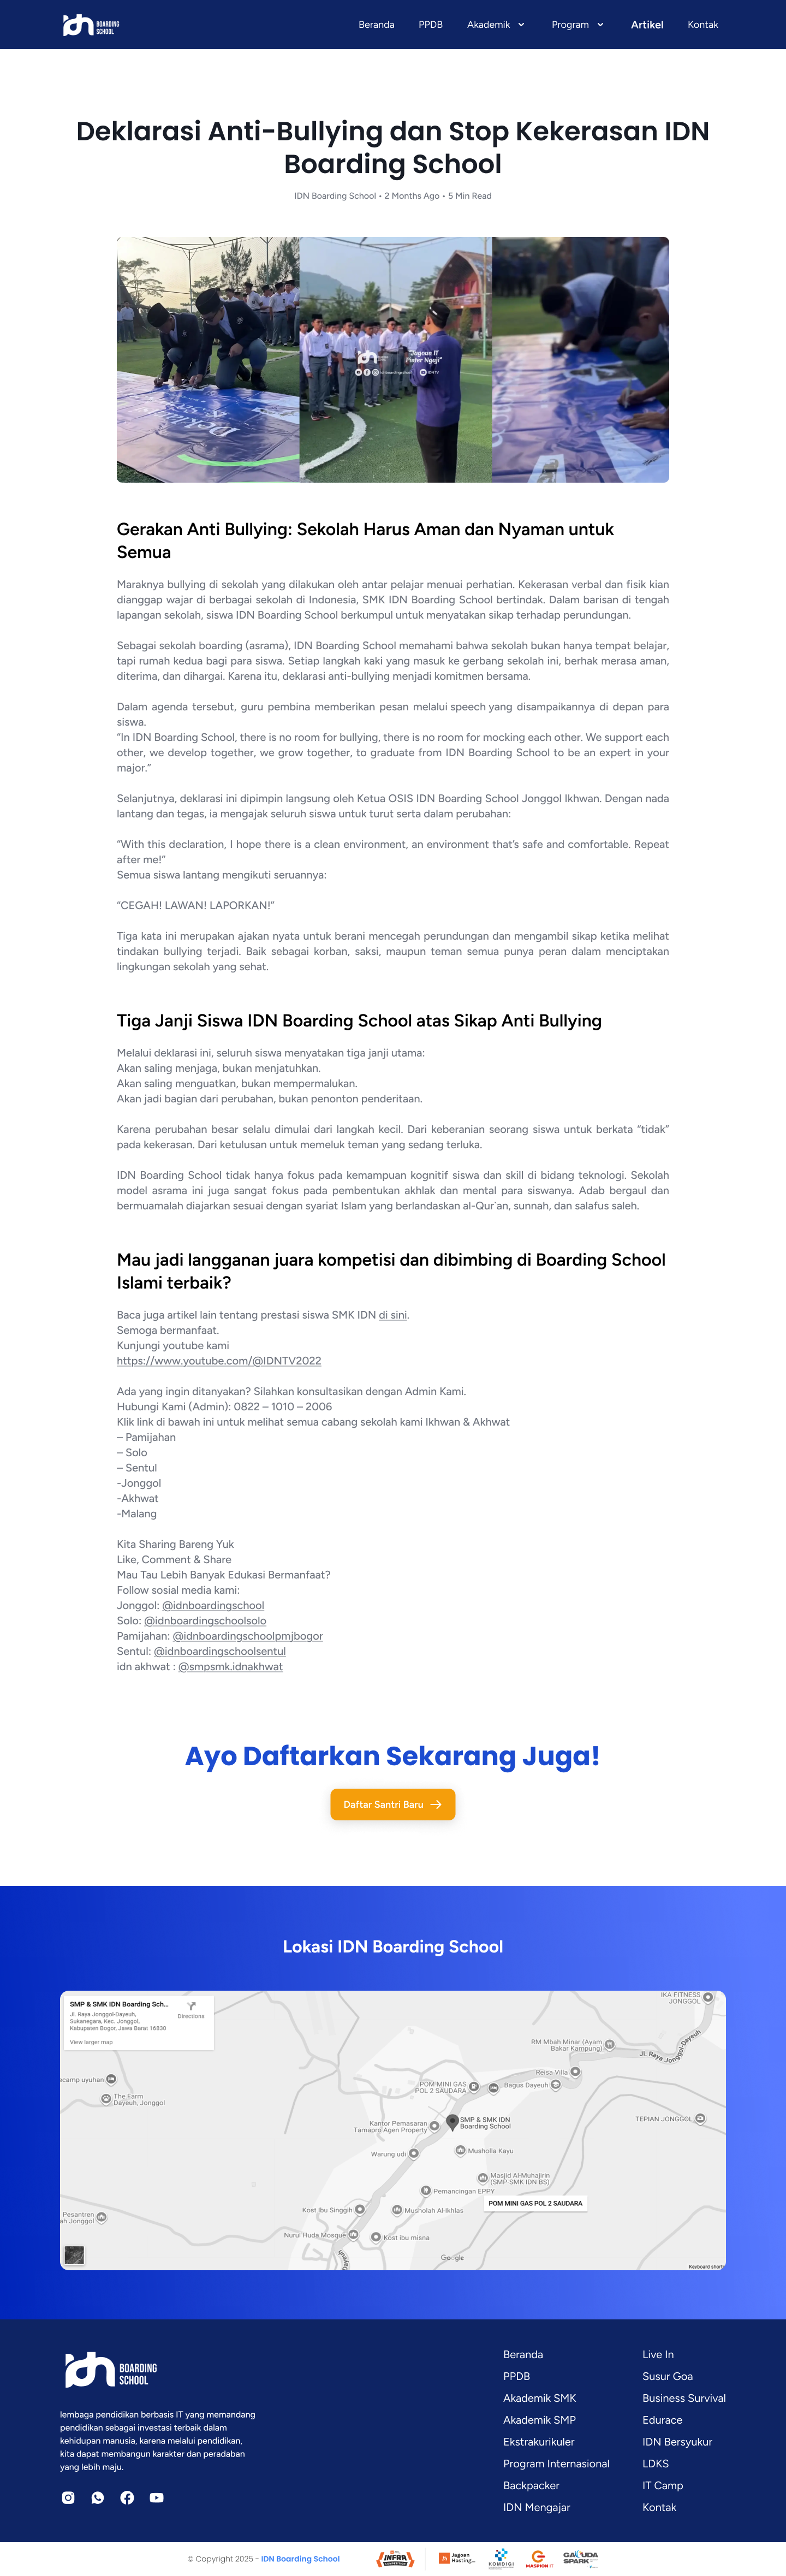 idn BOARDING SCHOOL
Beranda
PPDB
Akademik
Program
Artikel
Kontak
Deklarasi Anti-Bullying dan Stop Kekerasan IDN
Boarding School
IDN Boarding School • 2 Months Ago • 5 Min Read
idn
"Jagoan IT
Pinter Ngaji"
Gerakan Anti Bullying: Sekolah Harus Aman dan Nyaman untuk
Semua
Maraknya bullying di sekolah yang dilakukan oleh antar pelajar menuai perhatian. Kekerasan verbal dan fisik kian
dianggap wajar di berbagai sekolah di Indonesia, SMK IDN Boarding School bertindak. Dalam barisan di tengah
lapangan sekolah, siswa IDN Boarding School berkumpul untuk menyatakan sikap terhadap perundungan.
Sebagai sekolah boarding (asrama), IDN Boarding School memahami bahwa sekolah bukan hanya tempat belajar,
tapi rumah kedua bagi para siswa. Setiap langkah kaki yang masuk ke gerbang sekolah ini, berhak merasa aman,
diterima, dan dihargai. Karena itu, deklarasi anti-bullying menjadi komitmen bersama.
Dalam agenda tersebut, guru pembina memberikan pesan melalui speech yang disampaikannya di depan para
siswa.
“In IDN Boarding School, there is no room for bullying, there is no room for mocking each other. We support each
other, we develop together, we grow together, to graduate from IDN Boarding School to be an expert in your
major.”
Selanjutnya, deklarasi ini dipimpin langsung oleh Ketua OSIS IDN Boarding School Jonggol Ikhwan. Dengan nada
lantang dan tegas, ia mengajak seluruh siswa untuk turut serta dalam perubahan:
“With this declaration, I hope there is a clean environment, an environment that’s safe and comfortable. Repeat
after me!”
Semua siswa lantang mengikuti seruannya:
“CEGAH! LAWAN! LAPORKAN!”
Tiga kata ini merupakan ajakan nyata untuk berani mencegah perundungan dan mengambil sikap ketika melihat
tindakan bullying terjadi. Baik sebagai korban, saksi, maupun teman semua punya peran dalam menciptakan
lingkungan sekolah yang sehat.
Tiga Janji Siswa IDN Boarding School atas Sikap Anti Bullying
Melalui deklarasi ini, seluruh siswa menyatakan tiga janji utama:
Akan saling menjaga, bukan menjatuhkan.
Akan saling menguatkan, bukan mempermalukan.
Akan jadi bagian dari perubahan, bukan penonton penderitaan.
Karena perubahan besar selalu dimulai dari langkah kecil. Dari keberanian seorang siswa untuk berkata “tidak”
pada kekerasan. Dari ketulusan untuk memeluk teman yang sedang terluka.
IDN Boarding School tidak hanya fokus pada kemampuan kognitif siswa dan skill di bidang teknologi. Sekolah
model asrama ini juga sangat fokus pada pembentukan akhlak dan mental para siswanya. Adab bergaul dan
bermuamalah diajarkan sesuai dengan syariat Islam yang berlandaskan al-Qur`an, sunnah, dan salafus saleh.
Mau jadi langganan juara kompetisi dan dibimbing di Boarding School
Islami terbaik?
Baca juga artikel lain tentang prestasi siswa SMK IDN di sini.
Semoga bermanfaat.
Kunjungi youtube kami
https://www.youtube.com/@IDNTV2022
Ada yang ingin ditanyakan? Silahkan konsultasikan dengan Admin Kami.
Hubungi Kami (Admin): 0822 – 1010 – 2006
Klik link di bawah ini untuk melihat semua cabang sekolah kami Ikhwan & Akhwat
– Pamijahan
– Solo
– Sentul
-Jonggol
-Akhwat
-Malang
Kita Sharing Bareng Yuk
Like, Comment & Share
Mau Tau Lebih Banyak Edukasi Bermanfaat?
Follow sosial media kami:
Jonggol: @idnboardingschool
Solo: @idnboardingschoolsolo
Pamijahan: @idnboardingschoolpmjbogor
Sentul: @idnboardingschoolsentul
idn akhwat : @smpsmk.idnakhwat
Ayo Daftarkan Sekarang Juga!
Daftar Santri Baru
Lokasi IDN Boarding School
SMP & SMK IDN Boarding Sch...
Jl. Raya Jonggol-Dayeuh,
Sukanegara, Kec. Jonggol,
Kabupaten Bogor, Jawa Barat 16830
Directions
View larger map
IKA FITNESS
JONGGOL
RM Mbah Minar (Ayam
Bakar Kampung)
Jl. Raya Jonggol-Dayeuh
Reisa Villa
ecamp uyuhan
The Farm
Dayeuh, Jonggol
POM MINI GAS
POL 2 SAUDARA
Bagus Dayeuh
Kantor Pemasaran
Tamapru Agen Property
SMP & SMK IDN
Boarding School
TEPIAN JONGGOL
Warung udi
Musholla Kayu
Masjid Al-Muhajirin
(SMP-SMK IDN BS)
Pemancingan EPPY
POM MINI GAS POL 2 SAUDARA
Kost Ibu Singgih
Musholah Al-Ikhlas
Pesantren
ah Jonggol
Nurul Huda Mosque
Kost ibu misna
Google
Keyboard shorts
idn BOARDING SCHOOL
lembaga pendidikan berbasis IT yang memandang
pendidikan sebagai investasi terbaik dalam
kehidupan manusia, karena melalui pendidikan,
kita dapat membangun karakter dan peradaban
yang lebih maju.
Beranda
PPDB
Akademik SMK
Akademik SMP
Ekstrakurikuler
Program Internasional
Backpacker
IDN Mengajar
Live In
Susur Goa
Business Survival
Edurace
IDN Bersyukur
LDKS
IT Camp
Kontak
© Copyright 2025 - IDN Boarding School
INFRA
Jagoan
Hosting
KOMDIGI
MASPION IT
GARUDA
SPARK